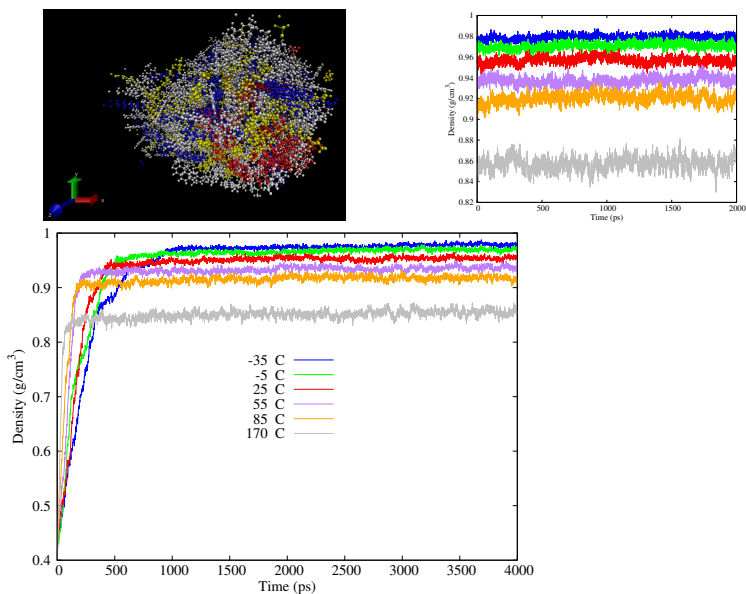 y
x
z
1
0.98
0.96
0.94
0.92
0.9
0.88
0.86
0.84
0.82
0 500 1000 1500 2000
Density (g/cm3)
Time (ps)
1
0.9
0.8
0.7
0.6
0.5
0.4
0 500 1000 1500 2000 2500 3000 3500 4000
Density (g/cm3)
Time (ps)
-35 C
-5 C
25 C
55 C
85 C
170 C